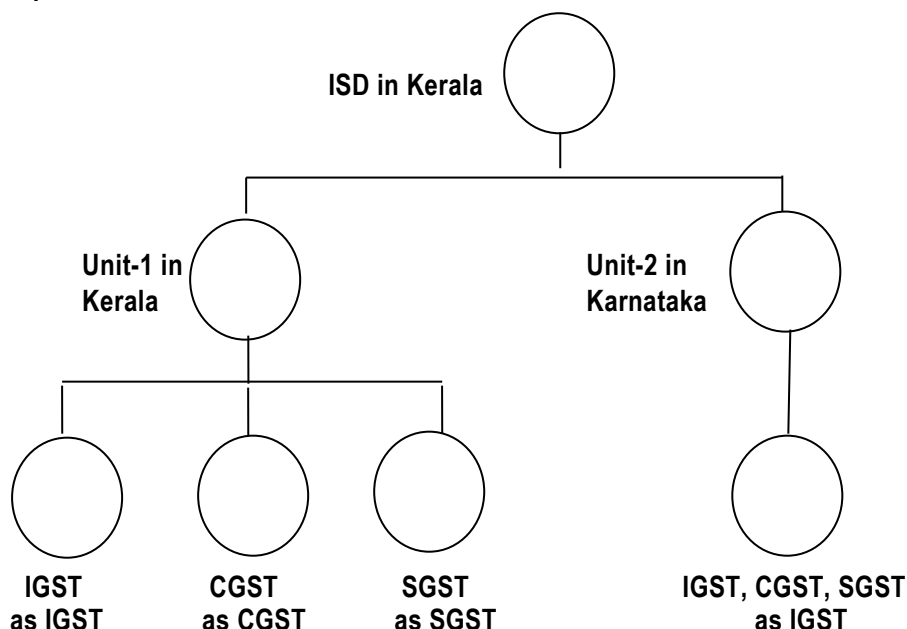 ISD in Kerala
Unit-1 in
Kerala
Unit-2 in
Karnataka
IGST
as IGST
CGST
as CGST
SGST
as SGST
IGST, CGST, SGST
as IGST